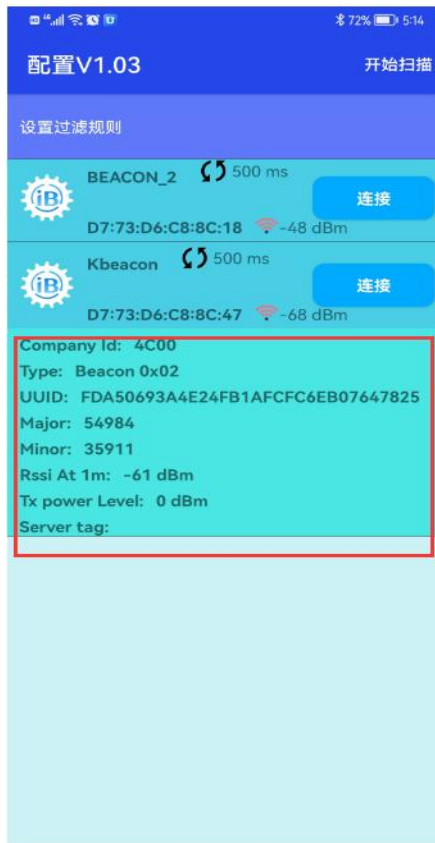 72% 5:14
配置V1.03 开始扫描
设置过滤规则
BEACON_2 500 ms
iB 连接
D7:73:D6:C8:8C:18 -48 dBm
Kbeacon 500 ms
iB 连接
D7:73:D6:C8:8C:47 -68 dBm
Company Id: 4C00
Type: Beacon 0x02
UUID: FDA50693A4E24FB1AFCFC6EB07647825
Major: 54984
Minor: 35911
Rssi At 1m: -61 dBm
Tx power Level: 0 dBm
Server tag: